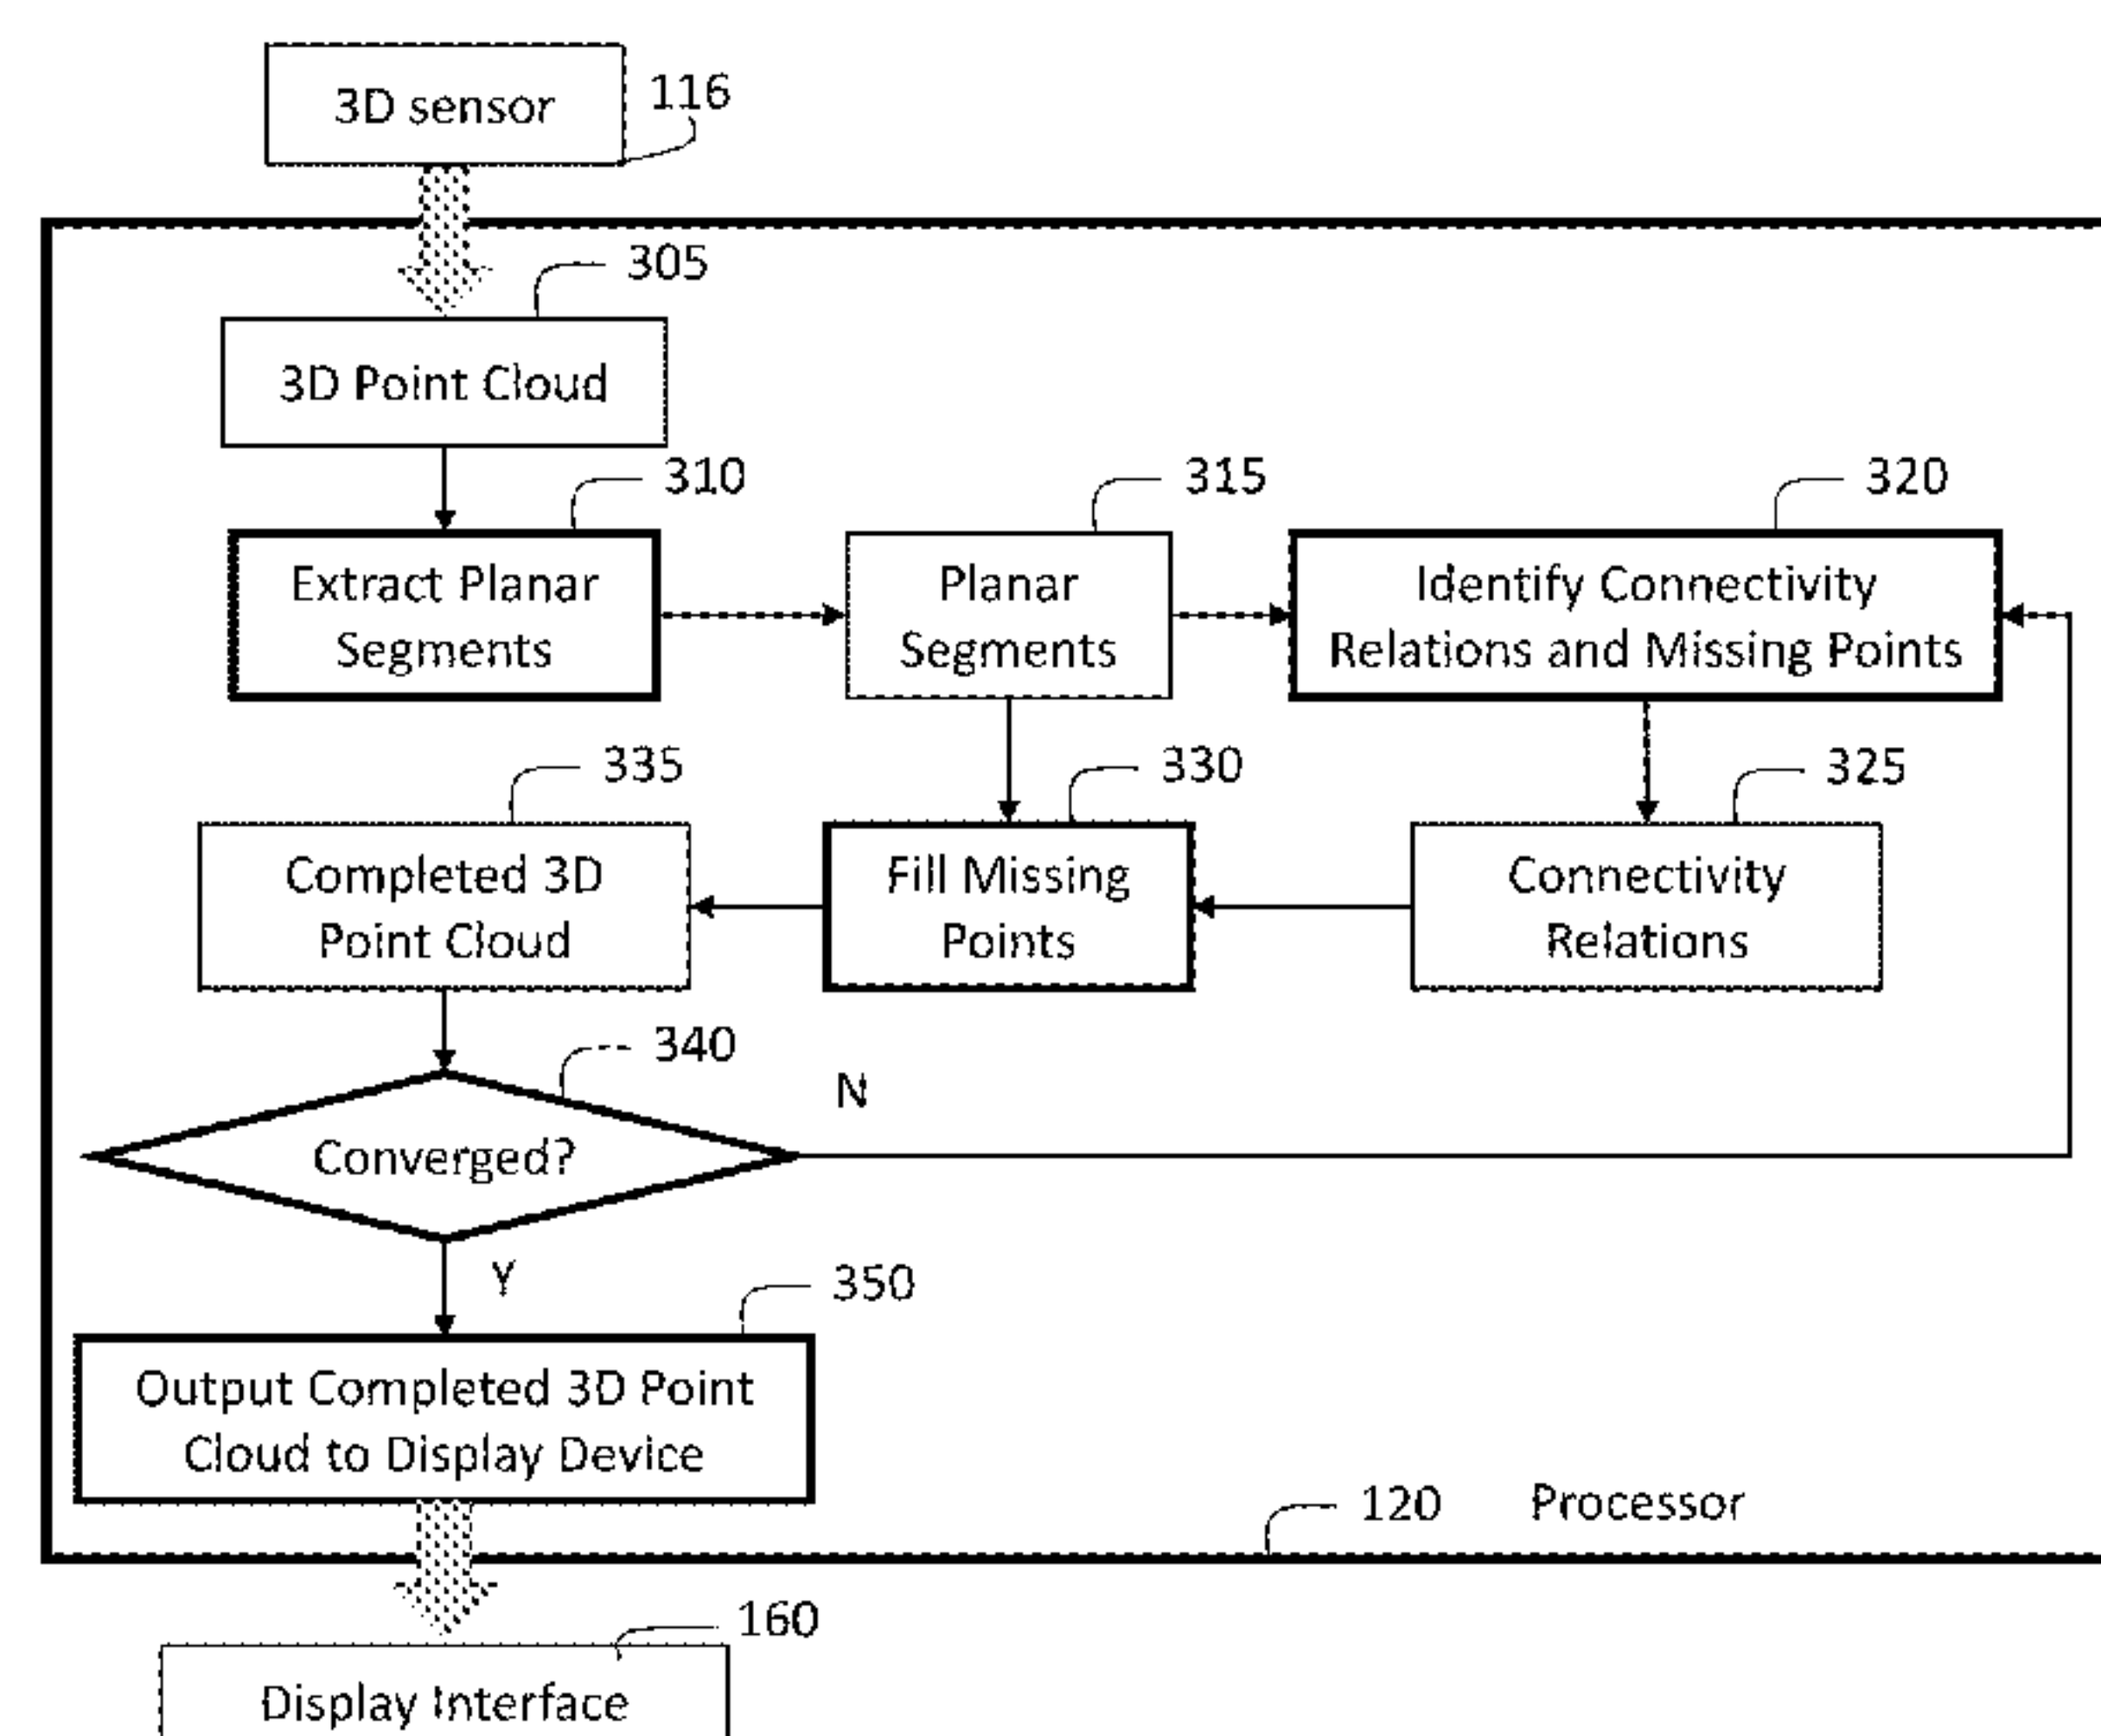 3D sensor
116
305
3D Point Cloud
310
315
320
Extract Planar
Segments
Planar
Segments
Identify Connectivity
Relations and Missing Points
335
330
325
Completed 3D
Point Cloud
Fill Missing
Points
Connectivity
Relations
340
N
Converged?
Y
350
Output Completed 3D Point
Cloud to Display Device
120
Processor
160
Display Interface